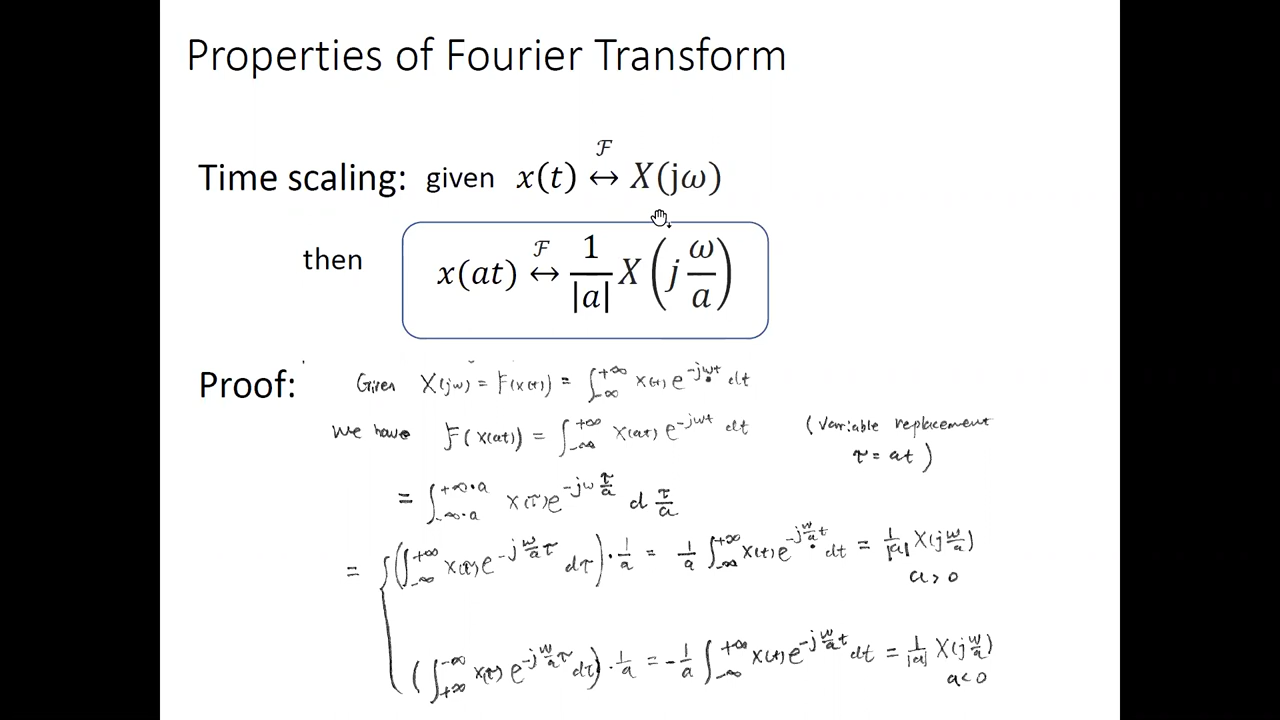 Properties of Fourier Transform
Time scaling: given x(t) ↔ℱ X(jω)
then x(at) ↔ℱ 1/|a| X(j ω/a)
Proof: Given X(jω) = F(x(t)) = ∫_{-∞}^{+∞} x(t) e^{-jωt} dt
We have F(x(at)) = ∫_{-∞}^{+∞} x(at) e^{-jωt} dt (Variable replacement
τ = at)
= ∫_{-∞·a}^{+∞·a} x(τ) e^{-jω τ/a} d τ/a
= { (∫_{-∞}^{+∞} x(τ) e^{-j ω/a τ} dτ) · 1/a = 1/a ∫_{-∞}^{+∞} x(t) e^{-j ω/a t} dt = 1/|a| X(j ω/a)
a > 0
(∫_{+∞}^{-∞} x(τ) e^{-j ω/a τ} dτ) · 1/a = -1/a ∫_{-∞}^{+∞} x(t) e^{-j ω/a t} dt = 1/|a| X(j ω/a)
a < 0